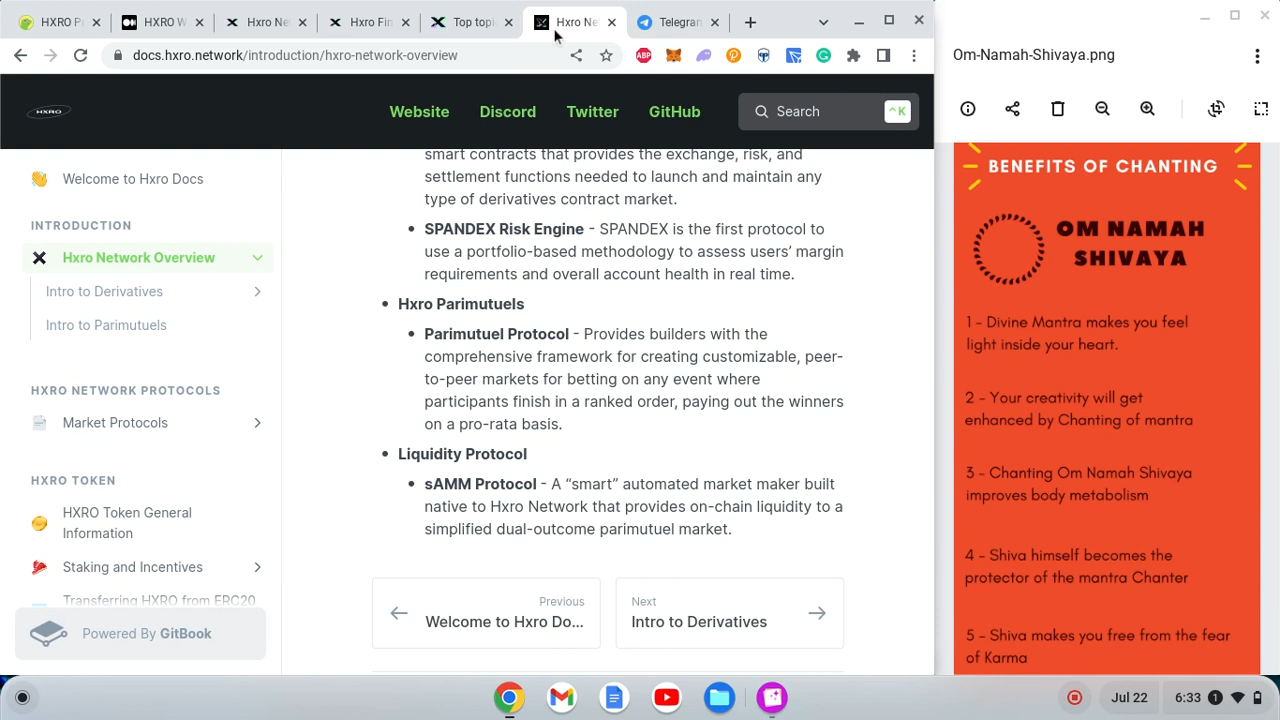 HXRO P
HXRO W
Hxro Ne
Hxro Fin
Top topi
Hxro Ne
Telegram
docs.hxro.network/introduction/hxro-network-overview
HXRO
Website
Discord
Twitter
GitHub
Search
^K
Welcome to Hxro Docs
INTRODUCTION
Hxro Network Overview
Intro to Derivatives
Intro to Parimutuels
HXRO NETWORK PROTOCOLS
Market Protocols
HXRO TOKEN
HXRO Token General
Information
Staking and Incentives
Transferring HXRO from ERC20
Powered By GitBook
smart contracts that provides the exchange, risk, and
settlement functions needed to launch and maintain any
type of derivatives contract market.
SPANDEX Risk Engine - SPANDEX is the first protocol to
use a portfolio-based methodology to assess users’ margin
requirements and overall account health in real time.
Hxro Parimutuels
Parimutuel Protocol - Provides builders with the
comprehensive framework for creating customizable, peer-
to-peer markets for betting on any event where
participants finish in a ranked order, paying out the winners
on a pro-rata basis.
Liquidity Protocol
sAMM Protocol - A “smart” automated market maker built
native to Hxro Network that provides on-chain liquidity to a
simplified dual-outcome parimutuel market.
Previous
Welcome to Hxro Do...
Next
Intro to Derivatives
Om-Namah-Shivaya.png
BENEFITS OF CHANTING
OM NAMAH
SHIVAYA
1 - Divine Mantra makes you feel
light inside your heart.
2 - Your creativity will get
enhanced by Chanting of mantra
3 - Chanting Om Namah Shivaya
improves body metabolism
4 - Shiva himself becomes the
protector of the mantra Chanter
5 - Shiva makes you free from the fear
of Karma
Jul 22
6:33
1